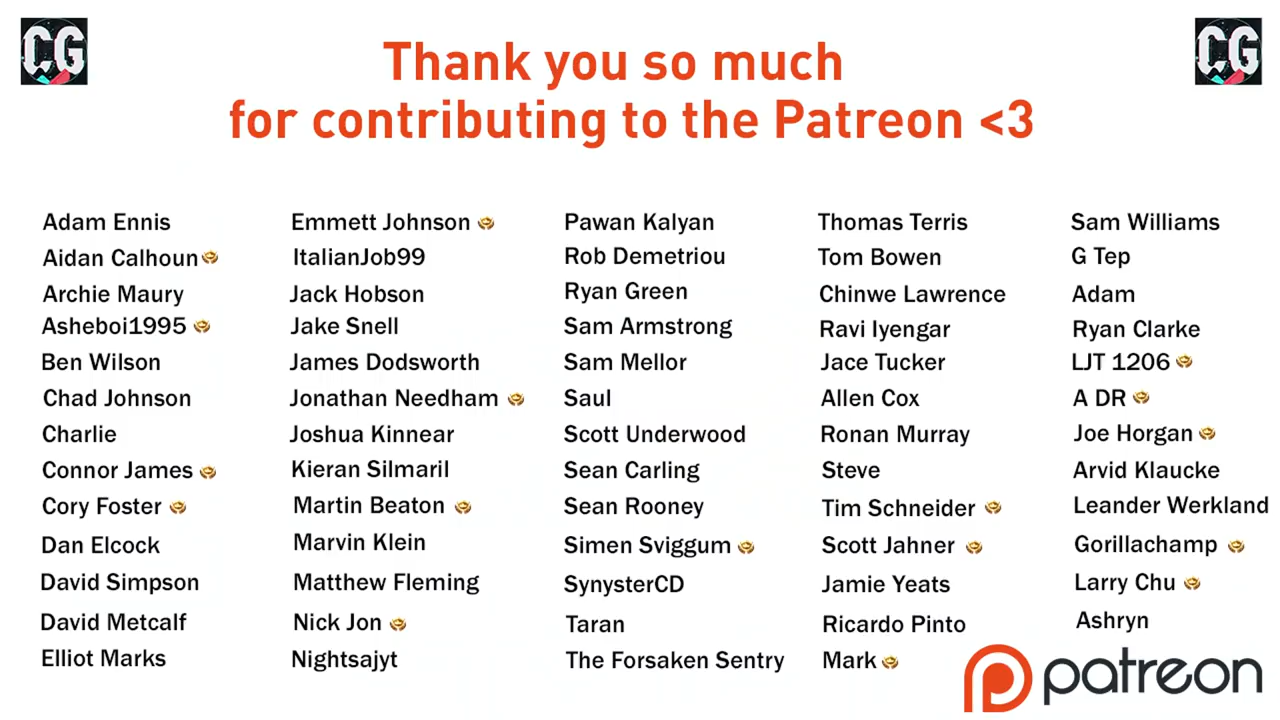 CG
CG
Thank you so much
for contributing to the Patreon <3
Adam Ennis
Aidan Calhoun
Archie Maury
Asheboi1995
Ben Wilson
Chad Johnson
Charlie
Connor James
Cory Foster
Dan Elcock
David Simpson
David Metcalf
Elliot Marks
Emmett Johnson
ItalianJob99
Jack Hobson
Jake Snell
James Dodsworth
Jonathan Needham
Joshua Kinnear
Kieran Silmaril
Martin Beaton
Marvin Klein
Matthew Fleming
Nick Jon
Nightsajyt
Pawan Kalyan
Rob Demetriou
Ryan Green
Sam Armstrong
Sam Mellor
Saul
Scott Underwood
Sean Carling
Sean Rooney
Simen Sviggum
SynysterCD
Taran
The Forsaken Sentry
Thomas Terris
Tom Bowen
Chinwe Lawrence
Ravi Iyengar
Jace Tucker
Allen Cox
Ronan Murray
Steve
Tim Schneider
Scott Jahner
Jamie Yeats
Ricardo Pinto
Mark
Sam Williams
G Tep
Adam
Ryan Clarke
LJT 1206
A DR
Joe Horgan
Arvid Klaucke
Leander Werkland
Gorillachamp
Larry Chu
Ashryn
patreon